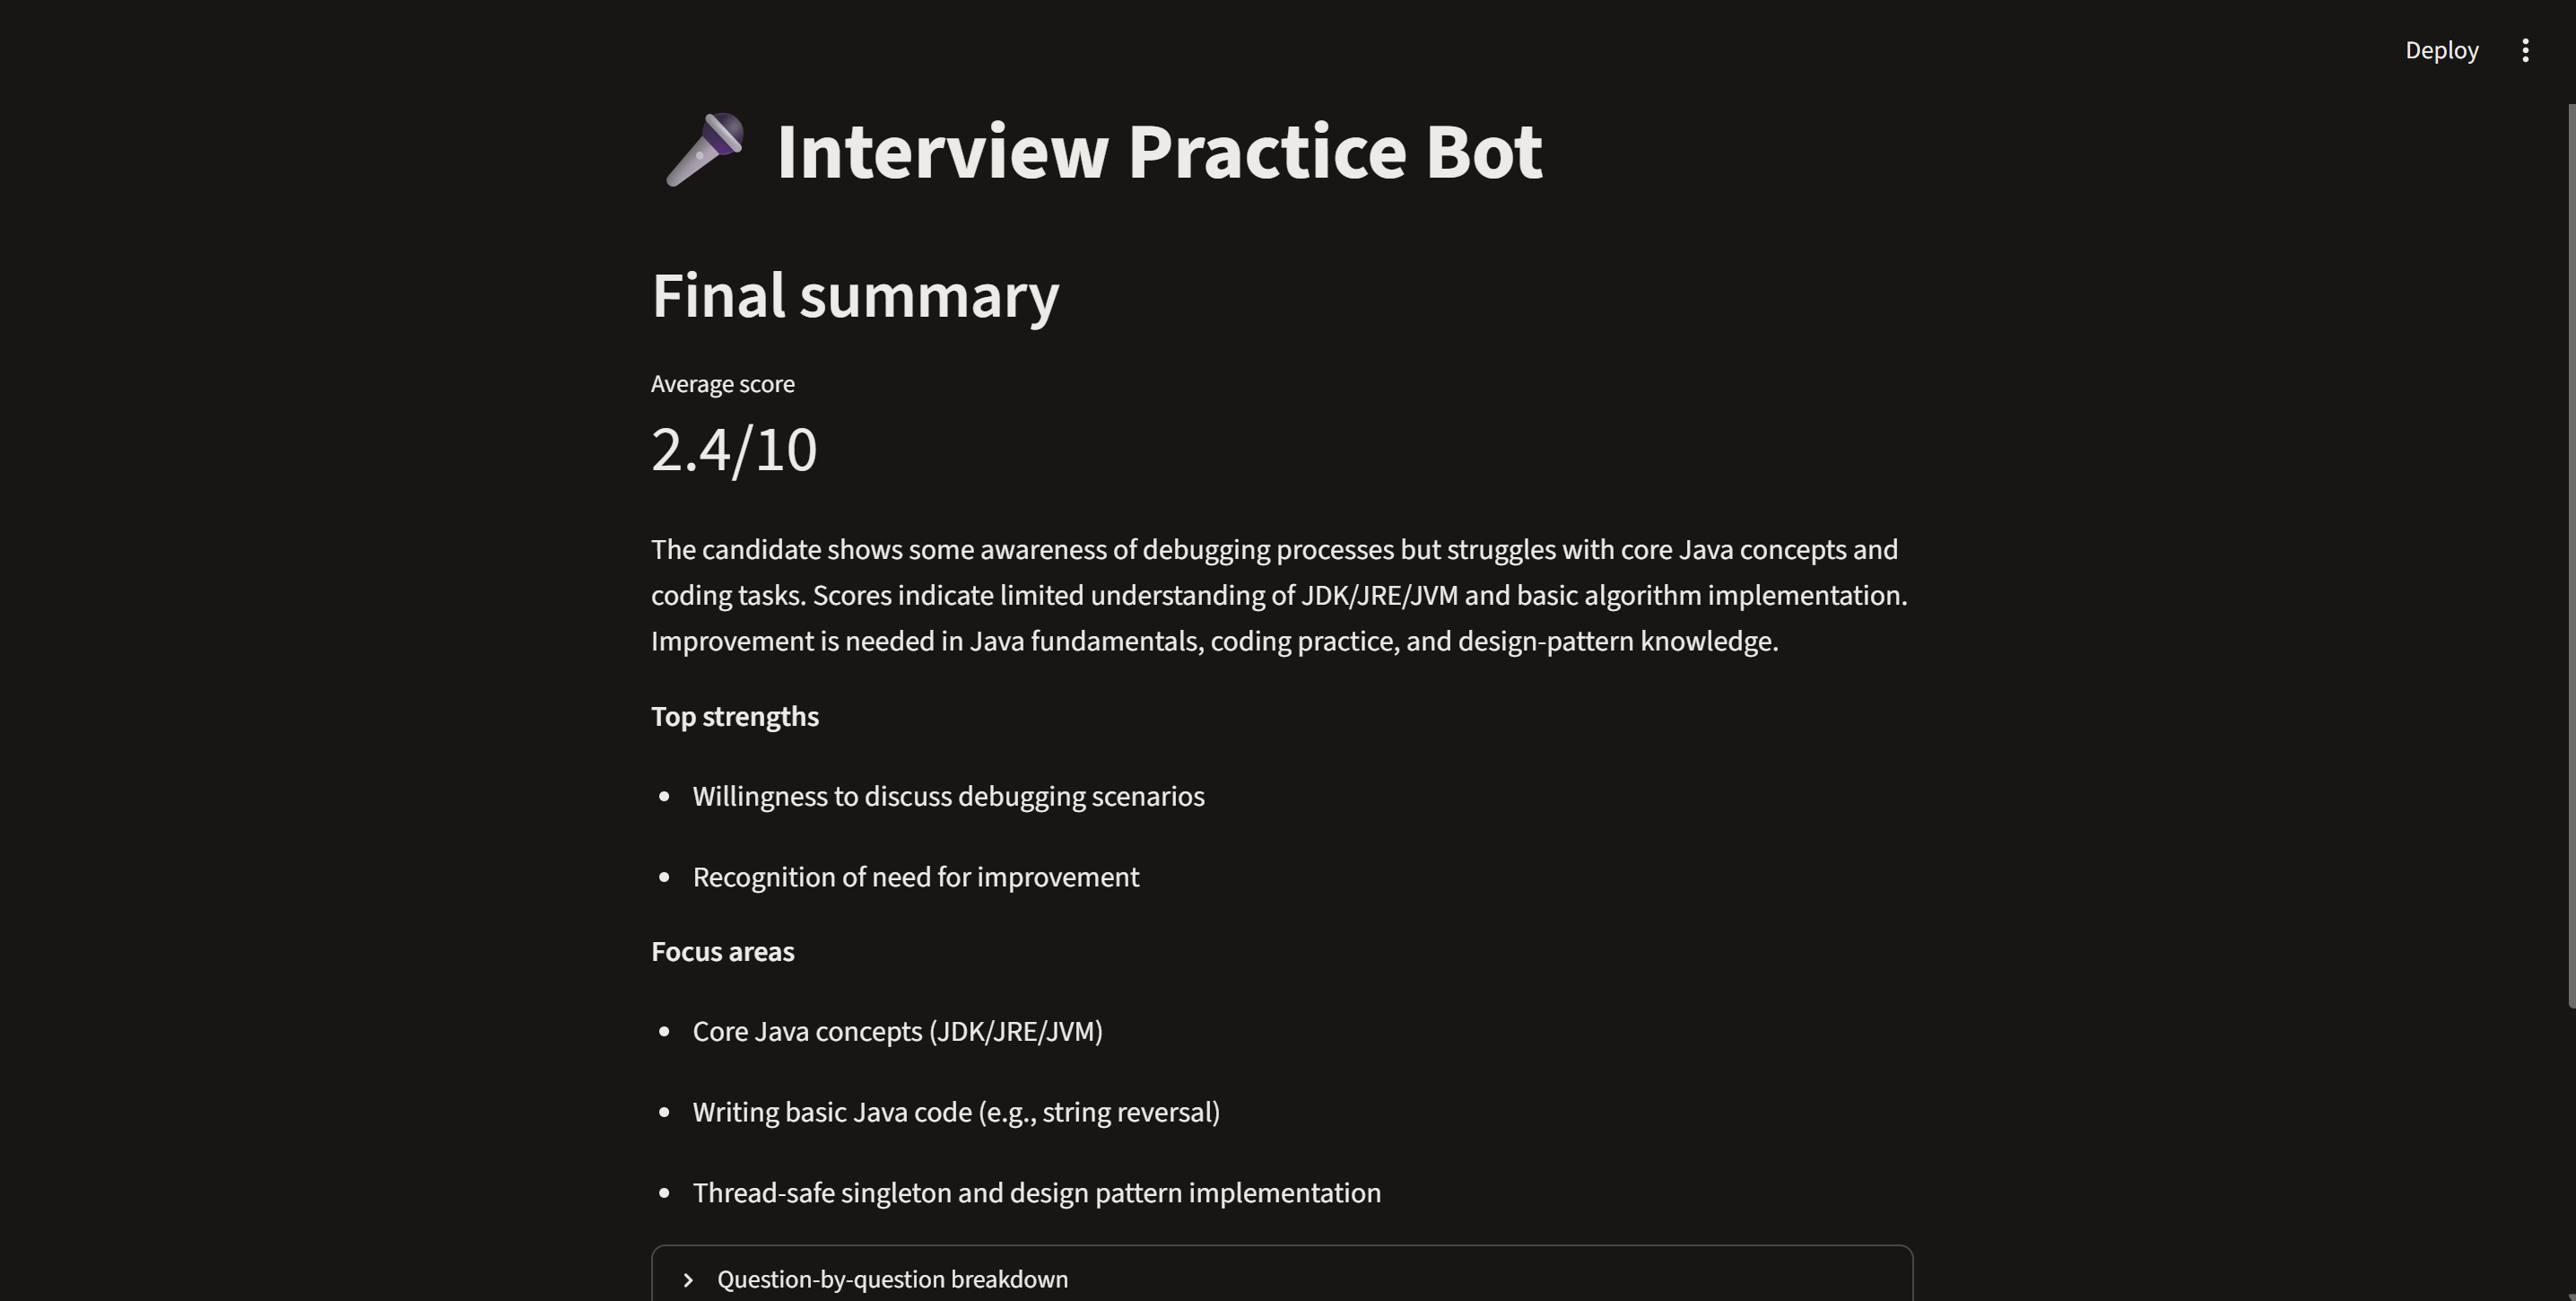 Deploy
Interview Practice Bot
Final summary
Average score
2.4/10
The candidate shows some awareness of debugging processes but struggles with core Java concepts and
coding tasks. Scores indicate limited understanding of JDK/JRE/JVM and basic algorithm implementation.
Improvement is needed in Java fundamentals, coding practice, and design-pattern knowledge.
Top strengths
Willingness to discuss debugging scenarios
Recognition of need for improvement
Focus areas
Core Java concepts (JDK/JRE/JVM)
Writing basic Java code (e.g., string reversal)
Thread-safe singleton and design pattern implementation
Question-by-question breakdown